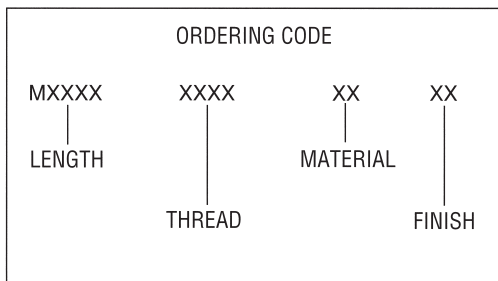 ORDERING CODE
MXXXX XXXX XX XX
LENGTH MATERIAL
THREAD FINISH